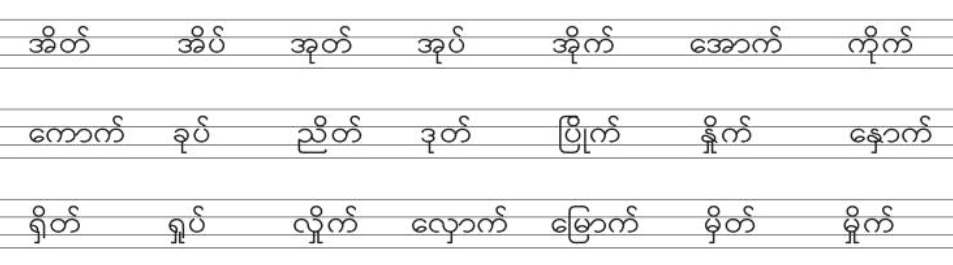 အိတ် အိပ် အုတ် အုပ် အိုက် အောက် ကိုက်
ကောက် ခုပ် ညိတ် ဒုတ် ပြိုက် နှိုက် နှောက်
ရှိတ် ရှုပ် လှိုက် လှောက် မြောက် မှိတ် မှိုက်